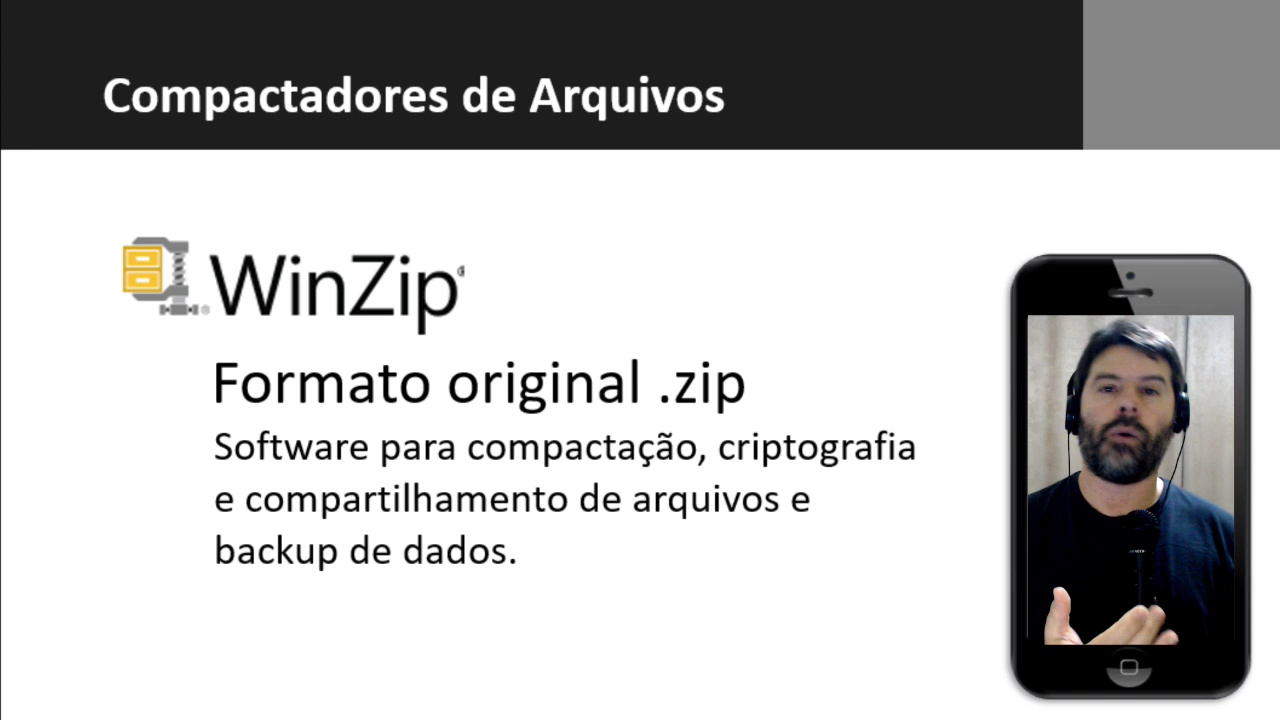 Compactadores de Arquivos
WinZip®
Formato original .zip
Software para compactação, criptografia
e compartilhamento de arquivos e
backup de dados.